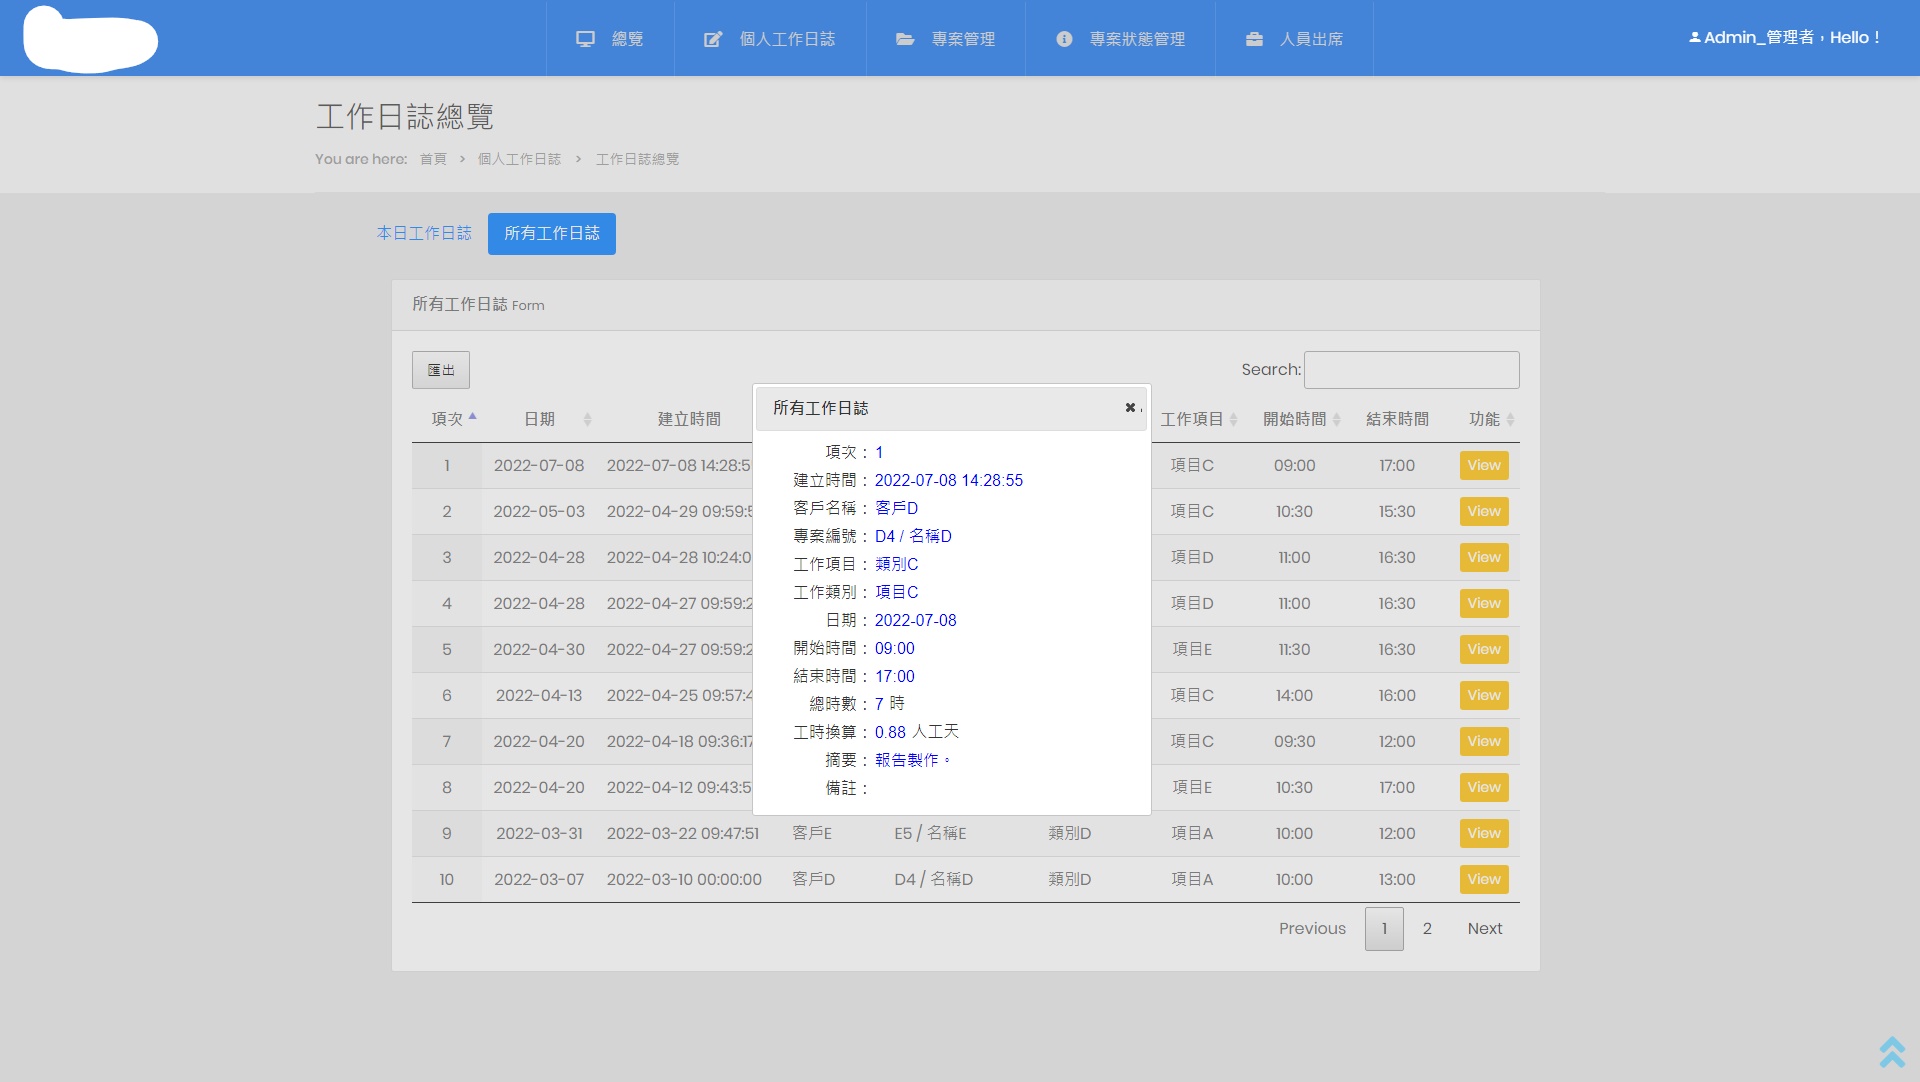 總覽 個人工作日誌 專案管理 專案狀態管理 人員出席 Admin_管理者，Hello！
工作日誌總覽
You are here: 首頁 > 個人工作日誌 > 工作日誌總覽
本日工作日誌 所有工作日誌
所有工作日誌 Form
匯出 Search:
項次 日期 建立時間 工作項目 開始時間 結束時間 功能
1 2022-07-08 2022-07-08 14:28:5 項目C 09:00 17:00 View
2 2022-05-03 2022-04-29 09:59:5 項目C 10:30 15:30 View
3 2022-04-28 2022-04-28 10:24:0 項目D 11:00 16:30 View
4 2022-04-28 2022-04-27 09:59:2 項目D 11:00 16:30 View
5 2022-04-30 2022-04-27 09:59:2 項目E 11:30 16:30 View
6 2022-04-13 2022-04-25 09:57:4 項目C 14:00 16:00 View
7 2022-04-20 2022-04-18 09:36:17 項目C 09:30 12:00 View
8 2022-04-20 2022-04-12 09:43:5 項目E 10:30 17:00 View
9 2022-03-31 2022-03-22 09:47:51 客戶E E5 / 名稱E 類別D 項目A 10:00 12:00 View
10 2022-03-07 2022-03-10 00:00:00 客戶D D4 / 名稱D 類別D 項目A 10:00 13:00 View
Previous 1 2 Next
所有工作日誌
項次： 1
建立時間： 2022-07-08 14:28:55
客戶名稱： 客戶D
專案編號： D4 / 名稱D
工作項目： 類別C
工作類別： 項目C
日期： 2022-07-08
開始時間： 09:00
結束時間： 17:00
總時數： 7 時
工時換算： 0.88 人工天
摘要： 報告製作。
備註：